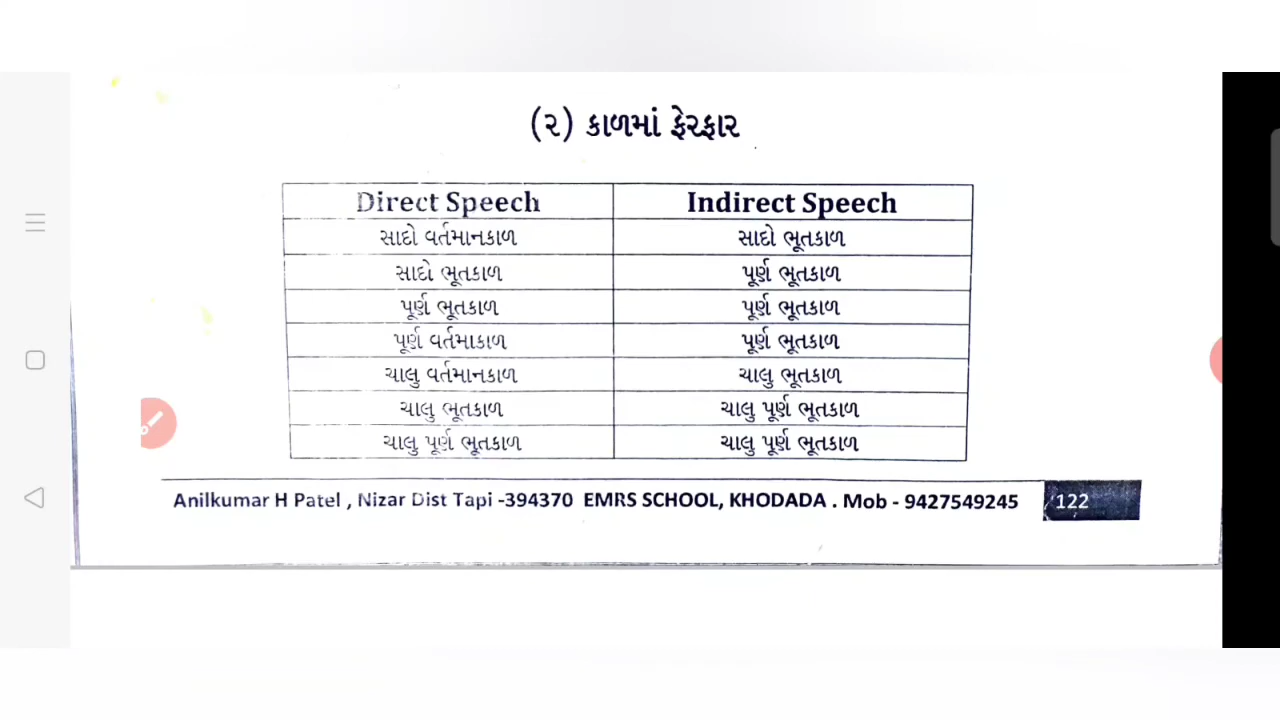 (૨) કાળમાં ફેરફાર
Direct Speech Indirect Speech
સાદો વર્તમાનકાળ સાદો ભૂતકાળ
સાદો ભૂતકાળ પૂર્ણ ભૂતકાળ
પૂર્ણ ભૂતકાળ પૂર્ણ ભૂતકાળ
પૂર્ણ વર્તમાકાળ પૂર્ણ ભૂતકાળ
ચાલુ વર્તમાનકાળ ચાલુ ભૂતકાળ
ચાલુ ભૂતકાળ ચાલુ પૂર્ણ ભૂતકાળ
ચાલુ પૂર્ણ ભૂતકાળ ચાલુ પૂર્ણ ભૂતકાળ
Anilkumar H Patel , Nizar Dist Tapi -394370 EMRS SCHOOL, KHODADA . Mob - 9427549245 122